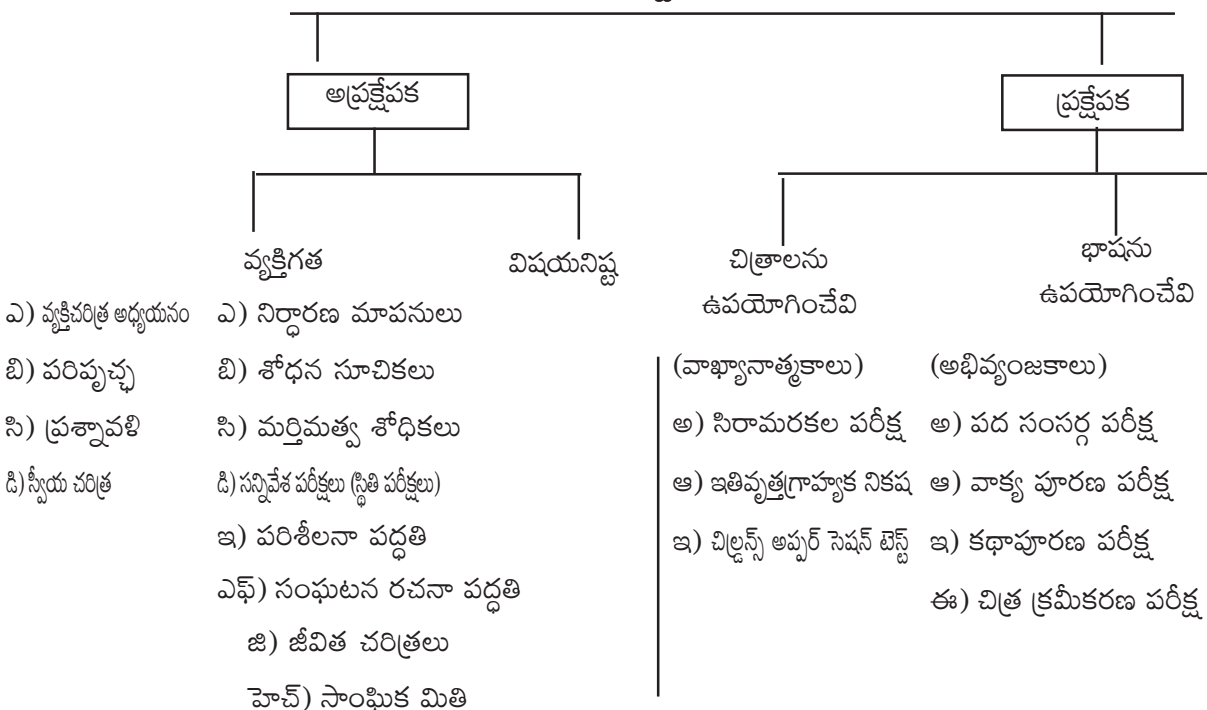 అప్రక్షేపక
ప్రక్షేపక
వ్యక్తిగత
విషయనిష్ట
చిత్రాలను
ఉపయోగించేవి
భాషను
ఉపయోగించేవి
ఎ) వ్యక్తిచరిత్ర అధ్యయనం
బి) పరిపృచ్ఛ
సి) ప్రశ్నావళి
డి) స్వీయ చరిత్ర
ఎ) నిర్ధారణ మాపనులు
బి) శోధన సూచికలు
సి) మర్తిమత్వ శోధికలు
డి) సన్నివేశ పరీక్షలు (స్థితి పరీక్షలు)
ఇ) పరిశీలనా పద్ధతి
ఎఫ్) సంఘటన రచనా పద్ధతి
జి) జీవిత చరిత్రలు
హెచ్) సాంఘిక మితి
(వాఖ్యానాత్మకాలు)
అ) సిరామరకల పరీక్ష
ఆ) ఇతివృత్తగ్రాహ్యక నికష
ఇ) చిల్డ్రన్స్ అప్పర్ సెషన్ టెస్ట్
(అభివ్యంజకాలు)
అ) పద సంసర్గ పరీక్ష
ఆ) వాక్య పూరణ పరీక్ష
ఇ) కథాపూరణ పరీక్ష
ఈ) చిత్ర క్రమీకరణ పరీక్ష